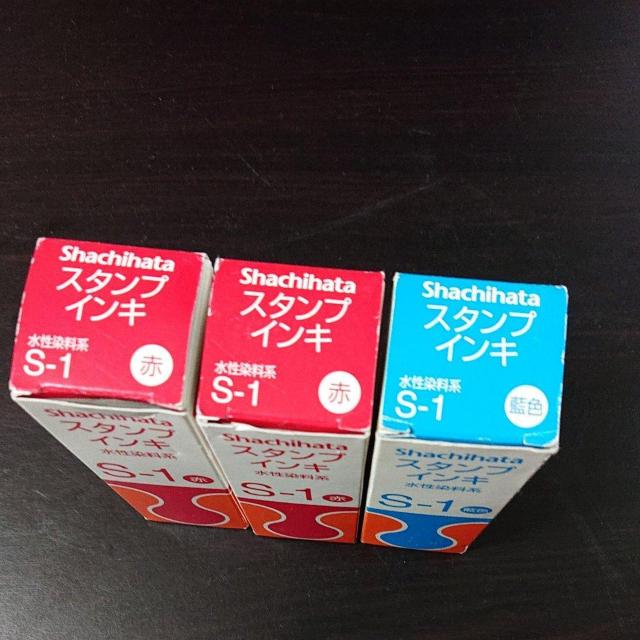 Shachihata
スタンプ
インキ
水性染料系
S-1
赤
Shachihata
スタンプ
インキ
水性染料系
S-1 赤
Shachihata
スタンプ
インキ
水性染料系
S-1
赤
Shachihata
スタンプ
インキ
水性染料系
S-1 赤
Shachihata
スタンプ
インキ
水性染料系
S-1
藍色
Shachihata
スタンプ
インキ
水性染料系
S-1 藍色